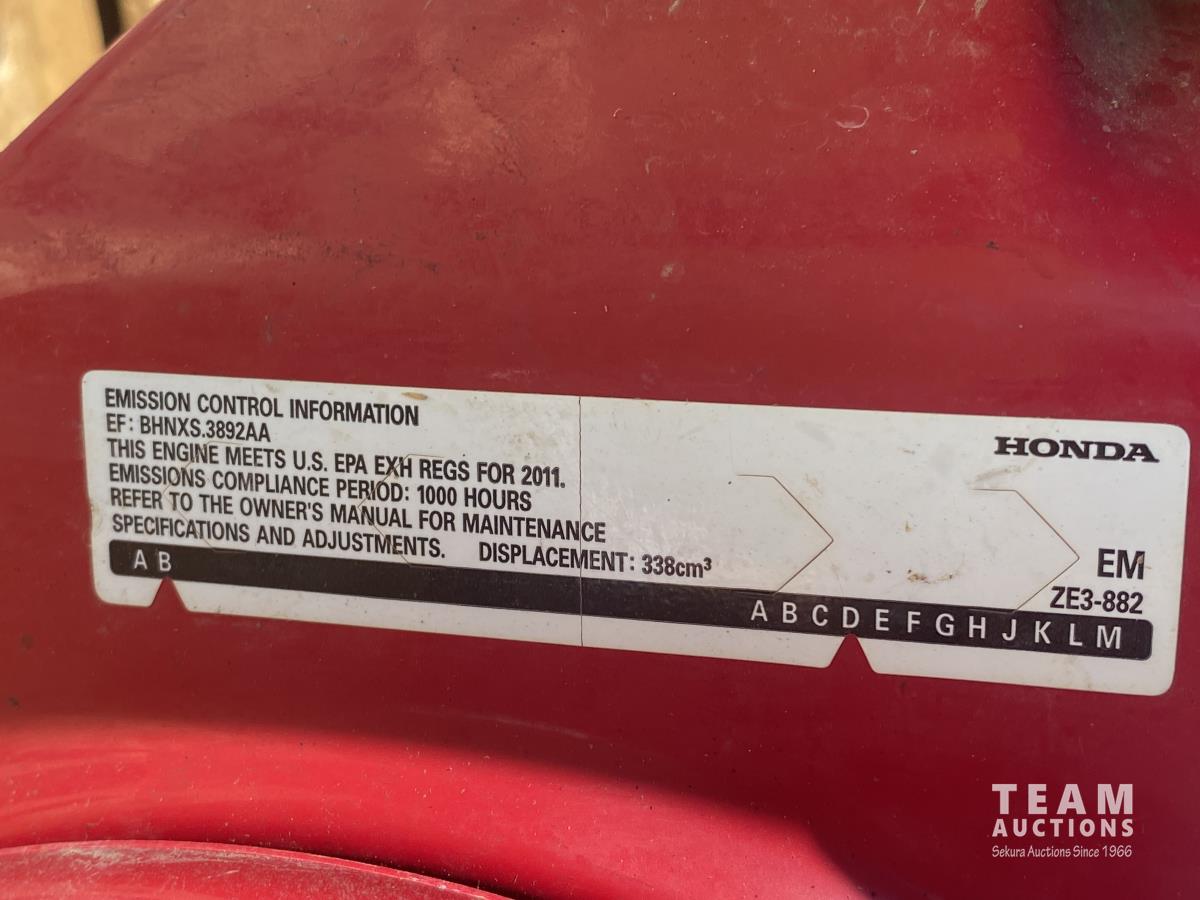 EMISSION CONTROL INFORMATION
EF: BHNXS.3892AA
THIS ENGINE MEETS U.S. EPA EXH REGS FOR 2011.
EMISSIONS COMPLIANCE PERIOD: 1000 HOURS
REFER TO THE OWNER'S MANUAL FOR MAINTENANCE
SPECIFICATIONS AND ADJUSTMENTS. DISPLACEMENT: 338cm³
HONDA
EM
ZE3-882
A B
A B C D E F G H J K L M
TEAM
AUCTIONS
Sekura Auctions Since 1966